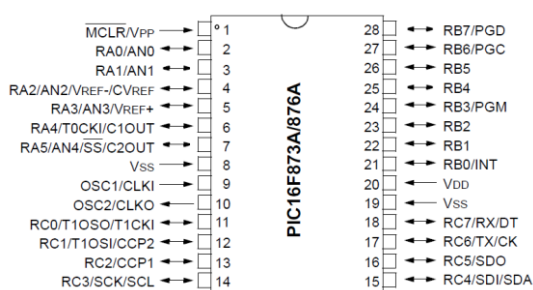 MCLR/VPP 1 28 RB7/PGD
RA0/AN0 2 27 RB6/PGC
RA1/AN1 3 26 RB5
RA2/AN2/VREF-/CVREF 4 25 RB4
RA3/AN3/VREF+ 5 24 RB3/PGM
RA4/T0CKI/C1OUT 6 23 RB2
RA5/AN4/SS/C2OUT 7 22 RB1
VSS 8 21 RB0/INT
OSC1/CLKI 9 20 VDD
OSC2/CLKO 10 19 VSS
RC0/T1OSO/T1CKI 11 18 RC7/RX/DT
RC1/T1OSI/CCP2 12 17 RC6/TX/CK
RC2/CCP1 13 16 RC5/SDO
RC3/SCK/SCL 14 15 RC4/SDI/SDA
PIC16F873A/876A